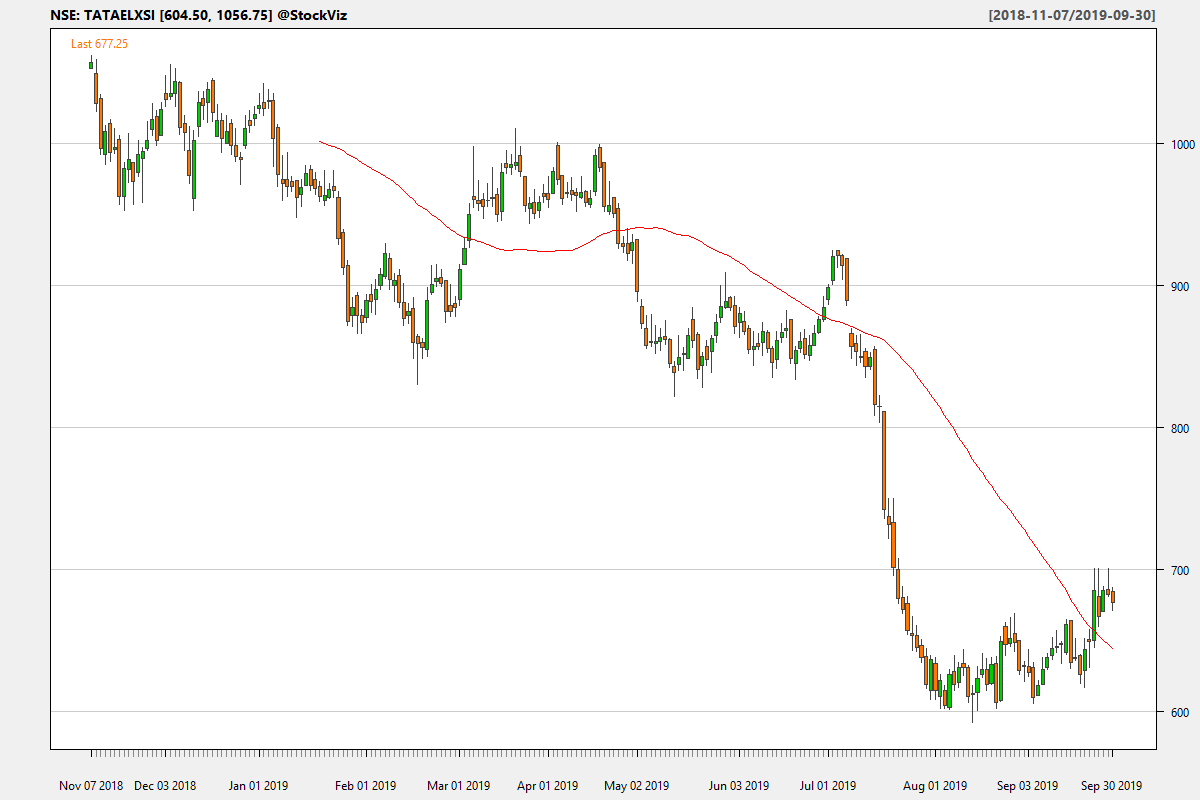 NSE: TATAELXSI [604.50, 1056.75] @StockViz [2018-11-07/2019-09-30]
Last 677.25
1000
900
800
700
600
Nov 07 2018 Dec 03 2018 Jan 01 2019 Feb 01 2019 Mar 01 2019 Apr 01 2019 May 02 2019 Jun 03 2019 Jul 01 2019 Aug 01 2019 Sep 03 2019 Sep 30 2019